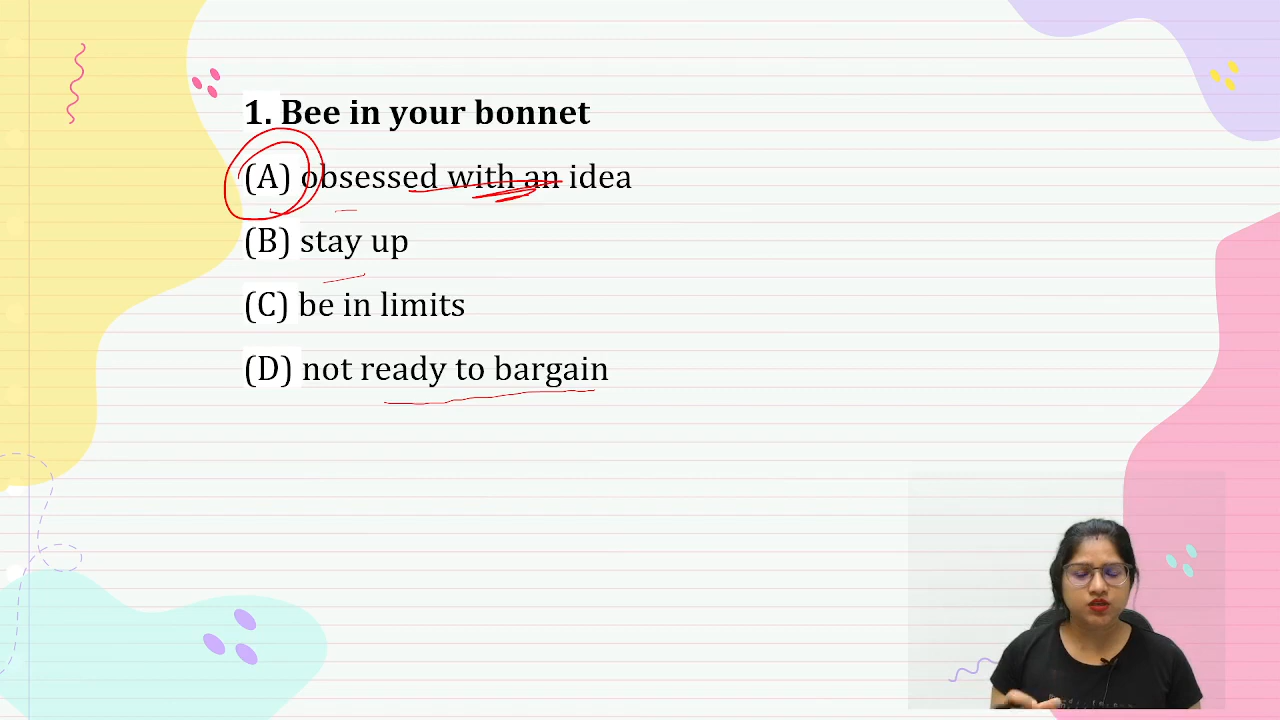 1. Bee in your bonnet
(A) obsessed with an idea
(B) stay up
(C) be in limits
(D) not ready to bargain